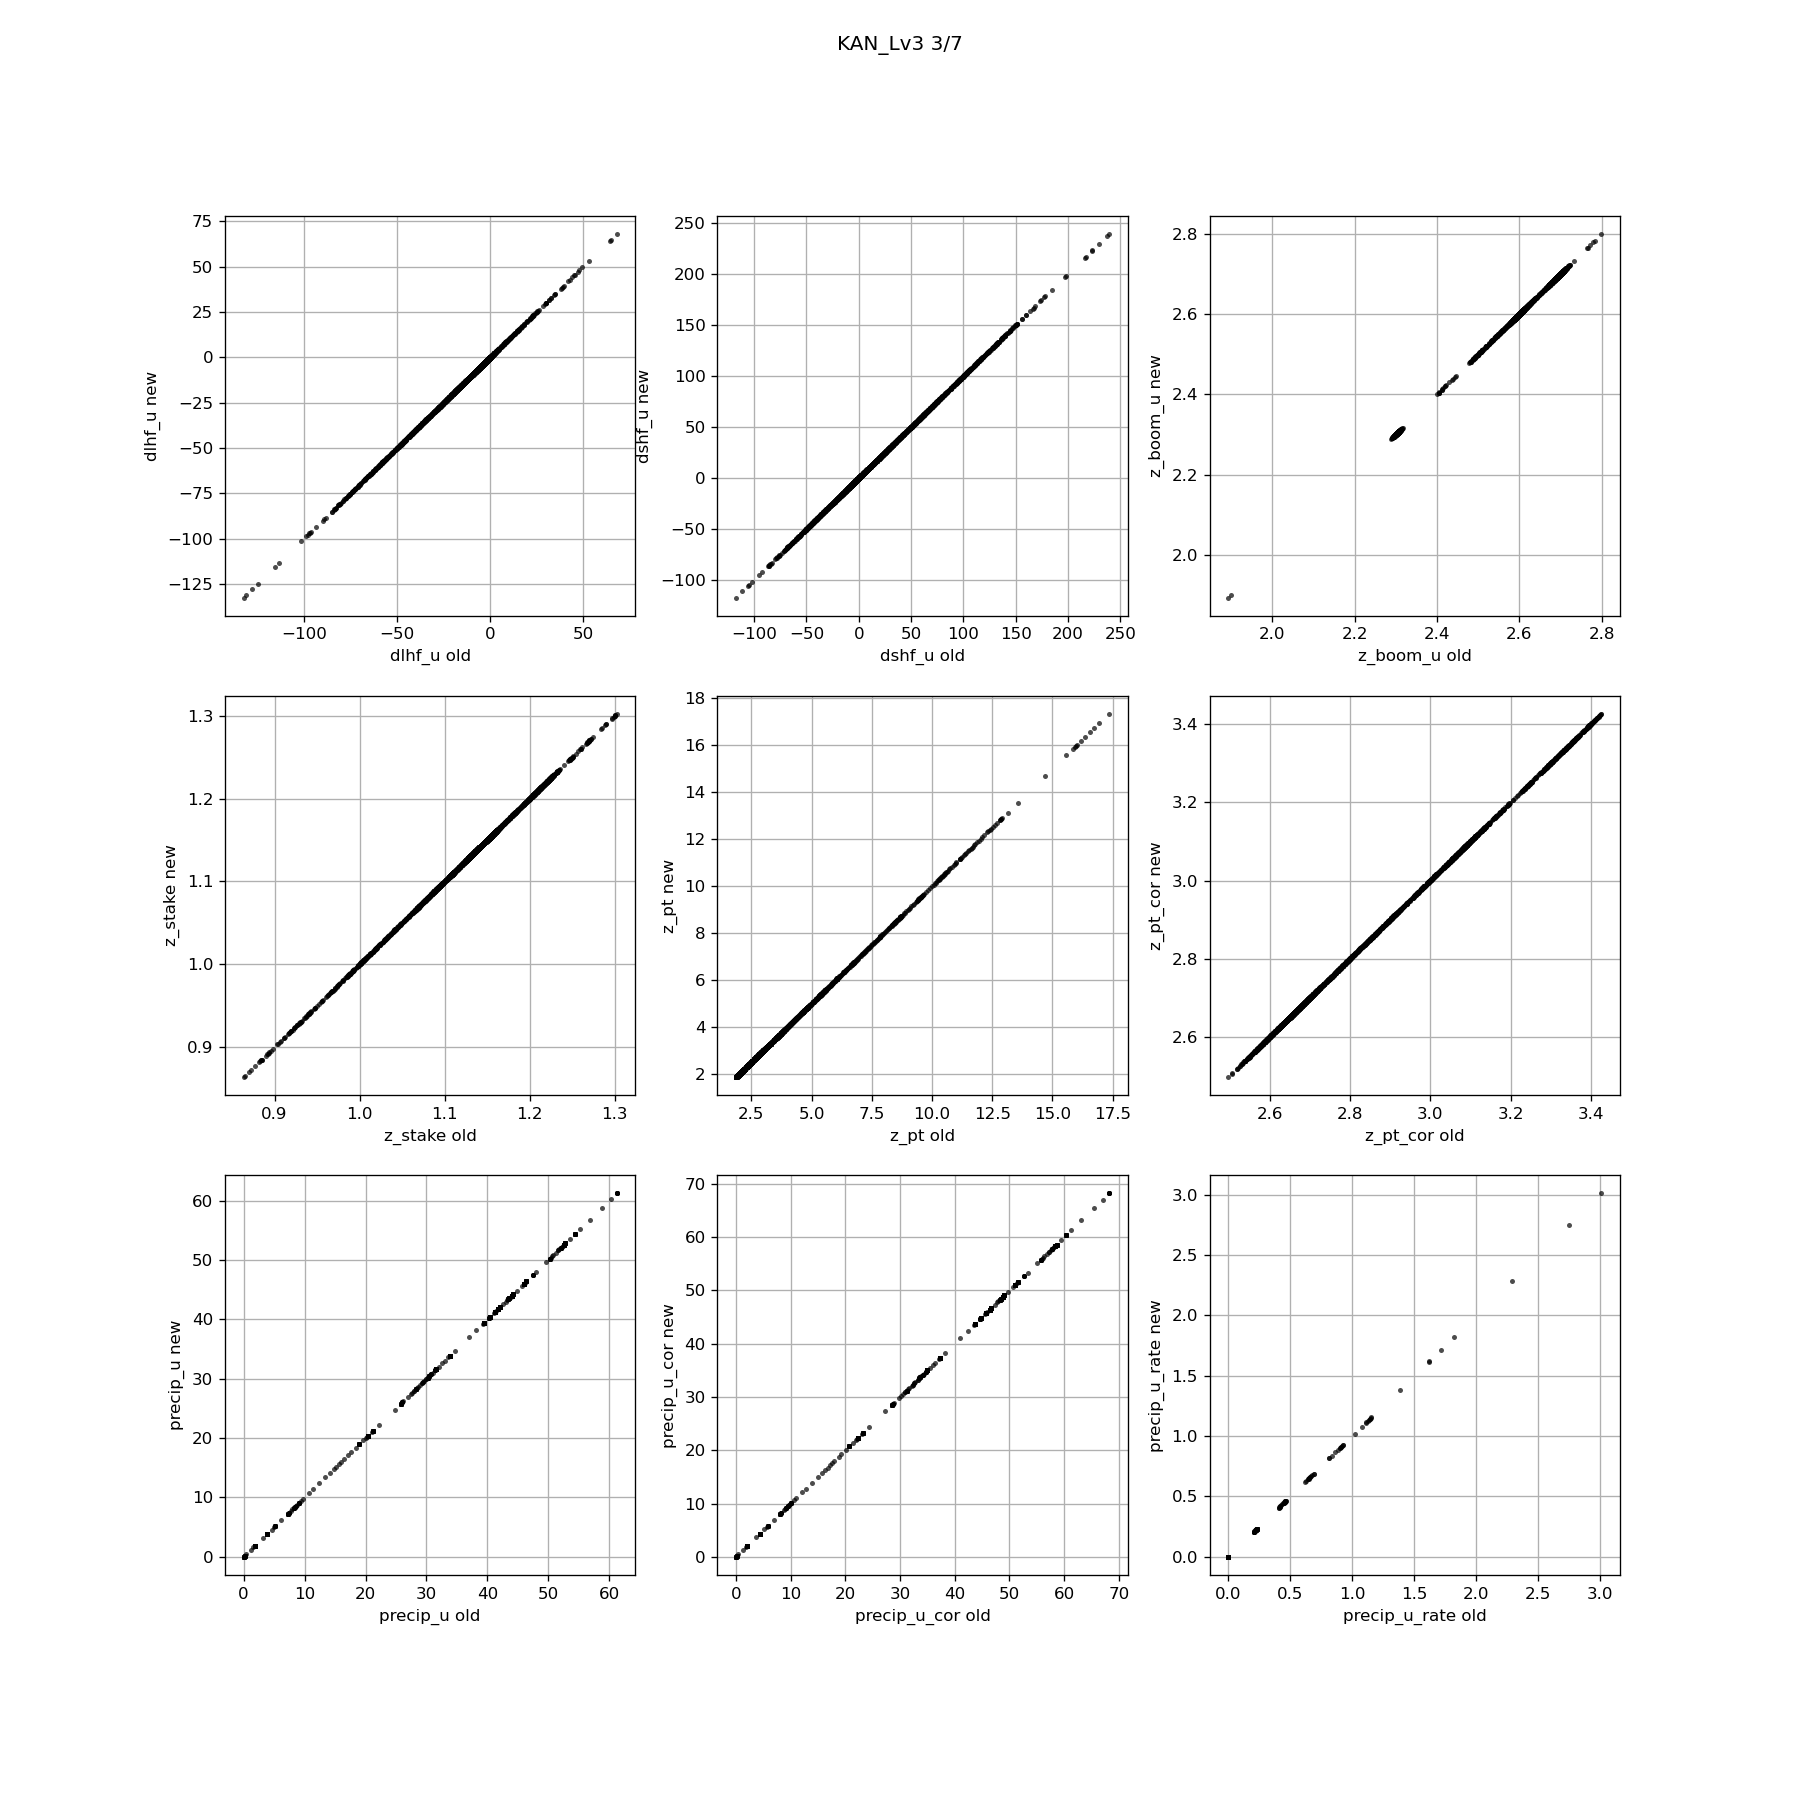 KAN_Lv3 3/7
75
50
25
0
−25
−50
−75
−100
−125
dlhf_u new
−100 −50 0 50
dlhf_u old
250
200
150
100
50
0
−50
−100
dshf_u new
−100 −50 0 50 100 150 200 250
dshf_u old
2.8
2.6
2.4
2.2
2.0
z_boom_u new
2.0 2.2 2.4 2.6 2.8
z_boom_u old
1.3
1.2
1.1
1.0
0.9
z_stake new
0.9 1.0 1.1 1.2 1.3
z_stake old
18
16
14
12
10
8
6
4
2
z_pt new
2.5 5.0 7.5 10.0 12.5 15.0 17.5
z_pt old
3.4
3.2
3.0
2.8
2.6
z_pt_cor new
2.6 2.8 3.0 3.2 3.4
z_pt_cor old
60
50
40
30
20
10
0
precip_u new
0 10 20 30 40 50 60
precip_u old
70
60
50
40
30
20
10
0
precip_u_cor new
0 10 20 30 40 50 60 70
precip_u_cor old
3.0
2.5
2.0
1.5
1.0
0.5
0.0
precip_u_rate new
0.0 0.5 1.0 1.5 2.0 2.5 3.0
precip_u_rate old